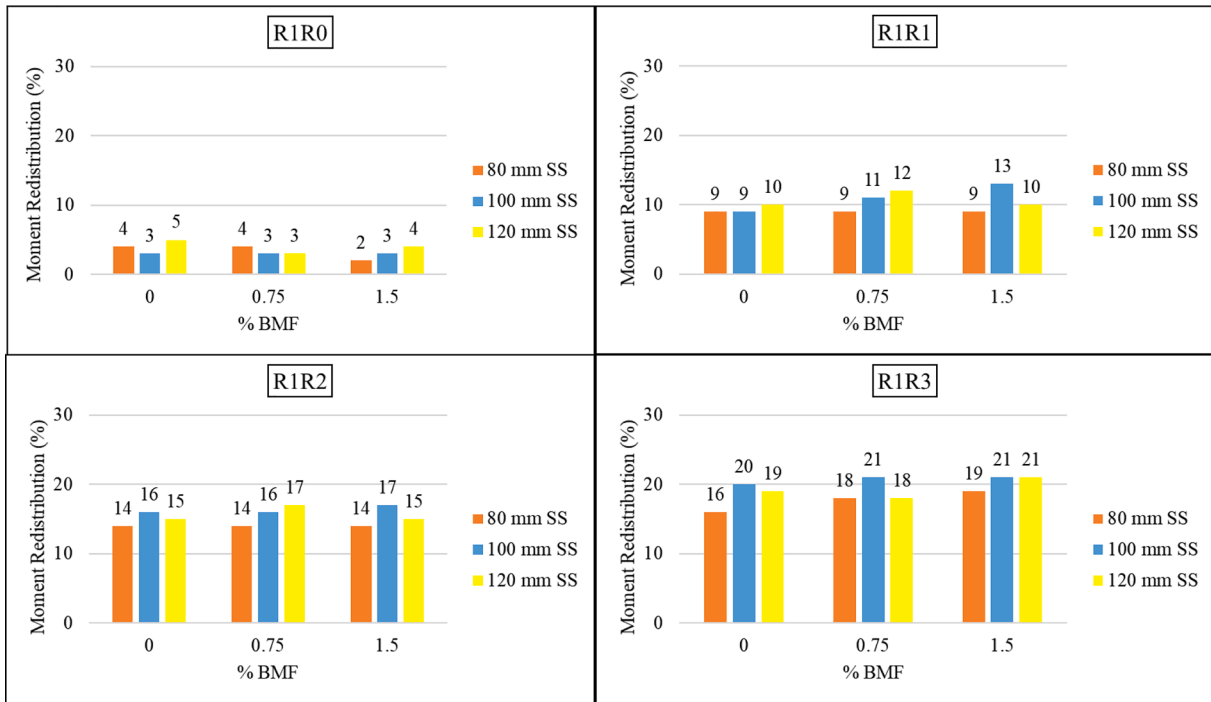 R1R0
Moment Redistribution (%)
30
20
10
0
4 3 5 4 3 3 2 3 4
0 0.75 1.5
% BMF
80 mm SS
100 mm SS
120 mm SS
R1R1
Moment Redistribution (%)
30
20
10
0
9 9 10 9 11 12 9 13 10
0 0.75 1.5
% BMF
80 mm SS
100 mm SS
120 mm SS
R1R2
Moment Redistribution (%)
30
20
10
0
14 16 15 14 16 17 14 17 15
0 0.75 1.5
% BMF
80 mm SS
100 mm SS
120 mm SS
R1R3
Moment Redistribution (%)
30
20
10
0
16 20 19 18 21 18 19 21 21
0 0.75 1.5
% BMF
80 mm SS
100 mm SS
120 mm SS